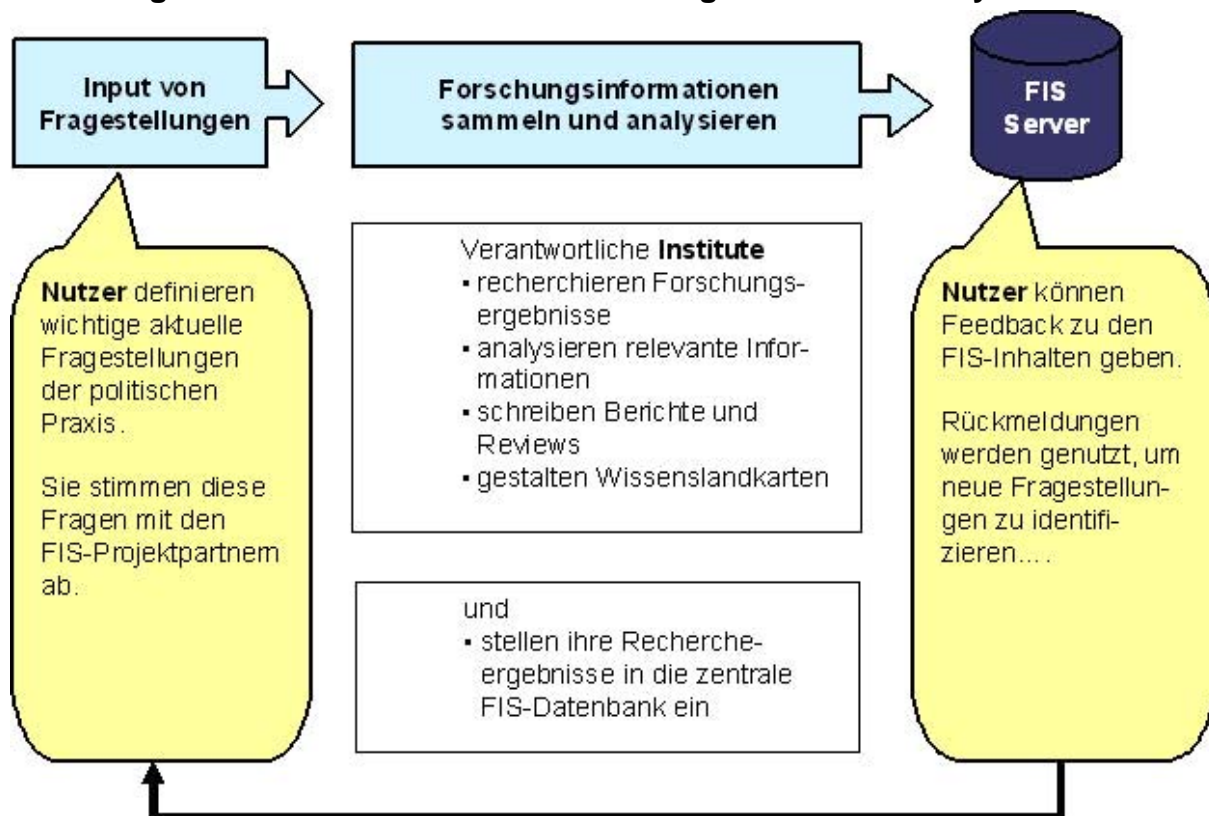 Input von
Fragestellungen
Forschungsinformationen
sammeln und analysieren
FIS
Server
Nutzer definieren
wichtige aktuelle
Fragestellungen
der politischen
Praxis.
Sie stimmen diese
Fragen mit den
FIS-Projektpartnern
ab.
Verantwortliche Institute
▪ recherchieren Forschungs-
ergebnisse
▪ analysieren relevante Infor-
mationen
▪ schreiben Berichte und
Reviews
▪ gestalten Wissenslandkarten
und
▪ stellen ihre Recherche-
ergebnisse in die zentrale
FIS-Datenbank ein
Nutzer können
Feedback zu den
FIS-Inhalten geben.
Rückmeldungen
werden genutzt, um
neue Fragestellun-
gen zu identifi-
zieren....